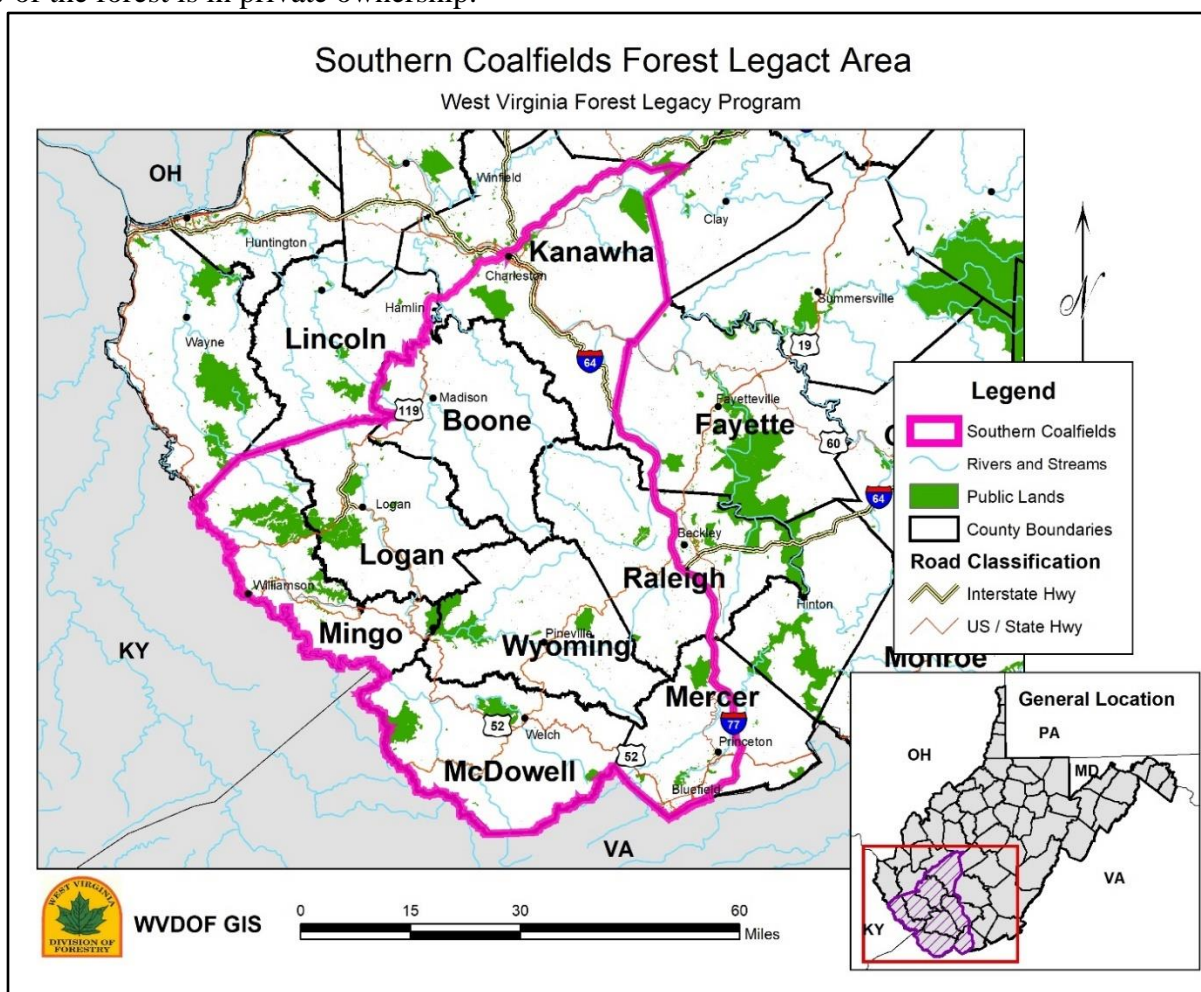 of the forest is in private ownership.
Southern Coalfields Forest Legact Area
West Virginia Forest Legacy Program
OH
Winfield
Clay
Huntington
Kanawha
Charleston
Hamlin
Summersville
Lincoln
Wayne
19
64
119
Madison
Boone
Fayetteville
Fayette
60
64
Logan
Logan
Beckley
Raleigh
Williamson
Hinton
Mingo
KY
Pineville
Wyoming
Monroe
Mercer
52
Welch
77
52
Princeton
McDowell
Bluefield
VA
N
Legend
Southern Coalfields
Rivers and Streams
Public Lands
County Boundaries
Road Classification
Interstate Hwy
US / State Hwy
General Location
PA
OH
MD
VA
KY
WEST VIRGINIA
DIVISION OF
FORESTRY
WVDOF GIS
0 15 30 60
Miles